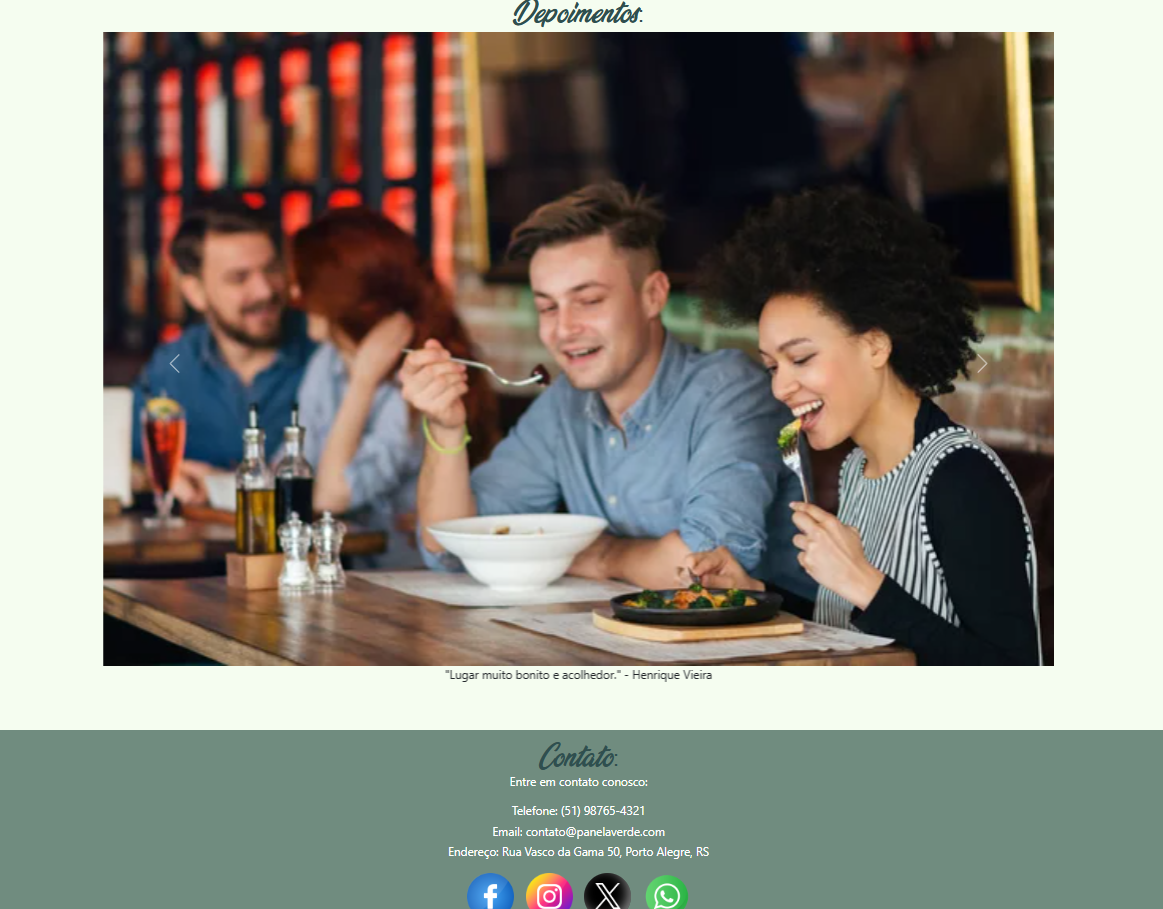 Depoimentos:
"Lugar muito bonito e acolhedor." - Henrique Vieira
Contato:
Entre em contato conosco:
Telefone: (51) 98765-4321
Email: contato@panelaverde.com
Endereço: Rua Vasco da Gama 50, Porto Alegre, RS